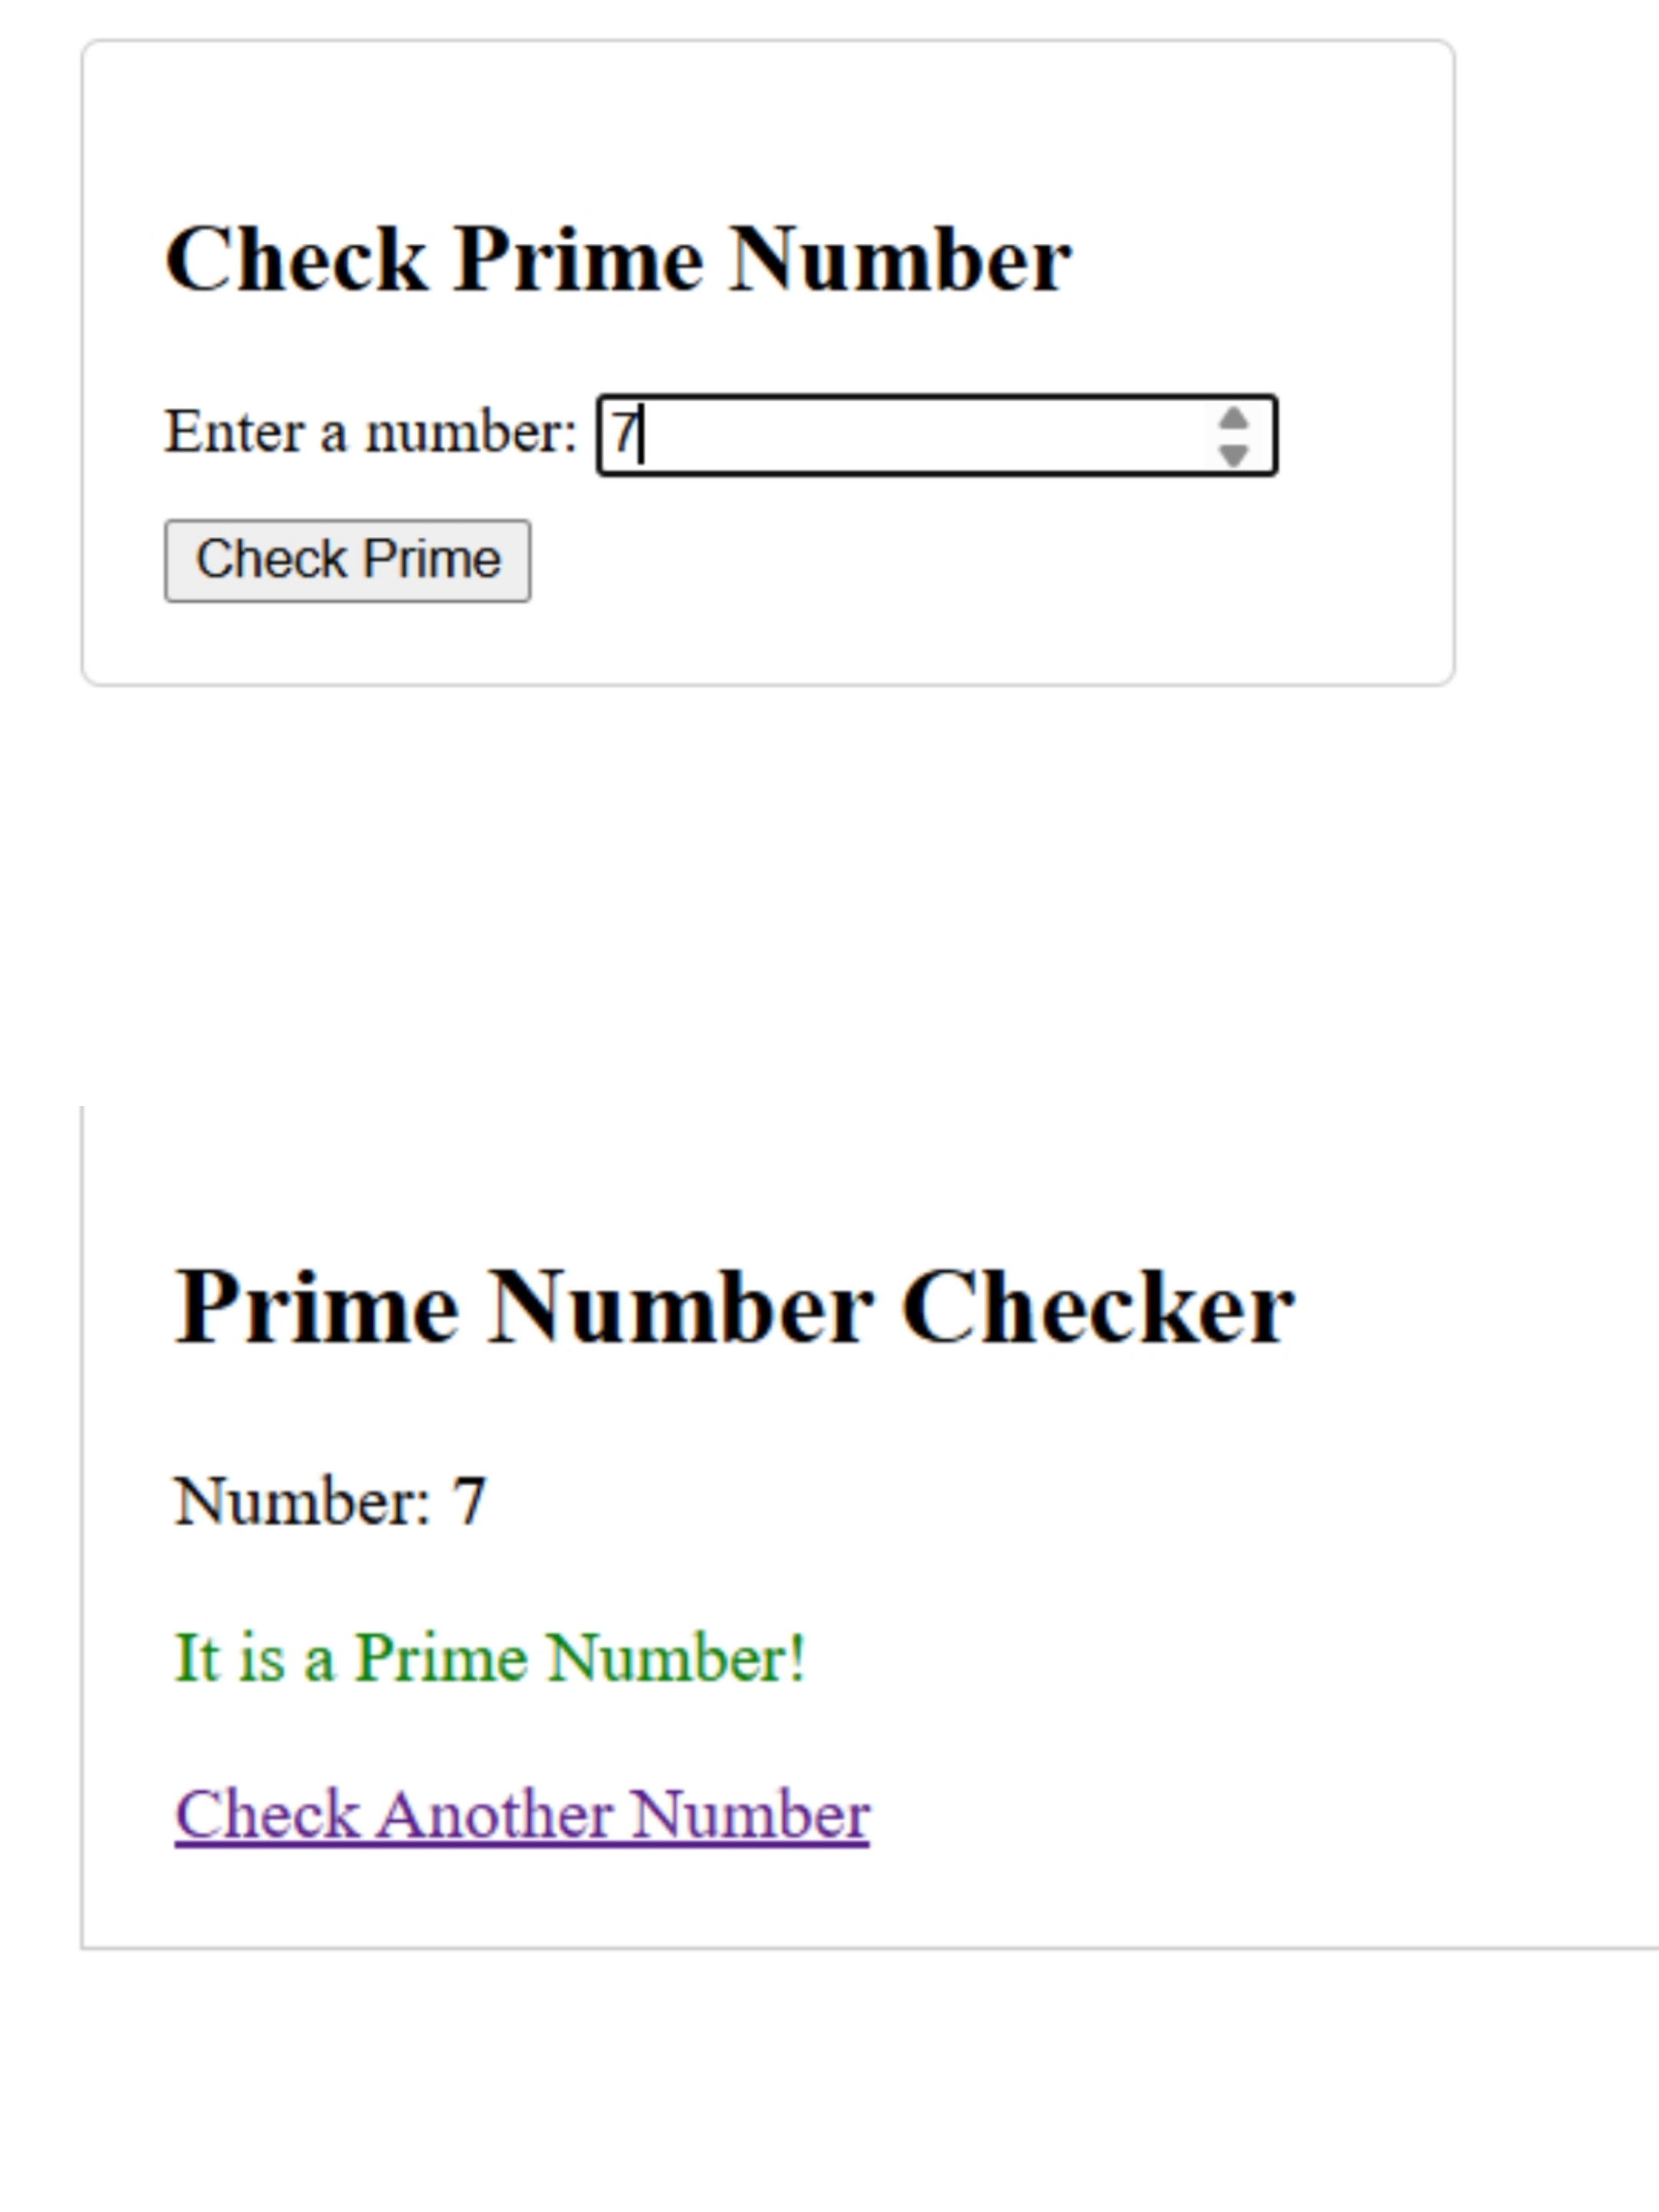 Check Prime Number
Enter a number: 7
Check Prime
Prime Number Checker
Number: 7
It is a Prime Number!
Check Another Number